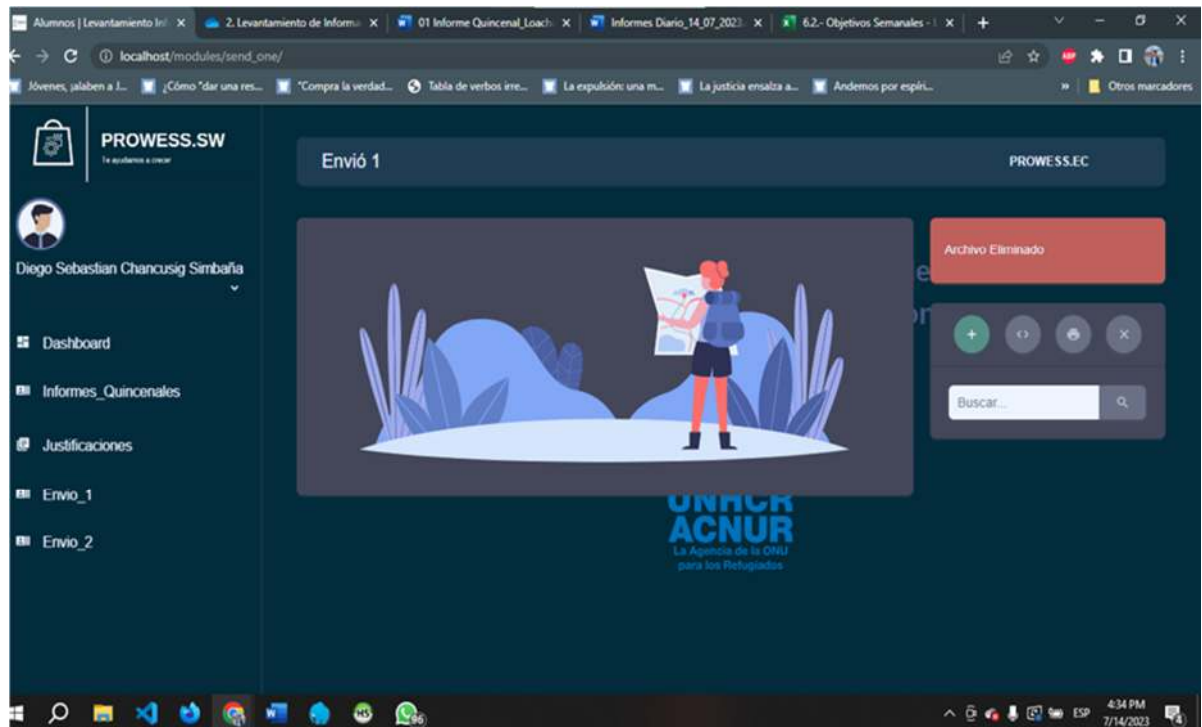 Alumnos | Levantamiento Inf
2. Levantamiento de Informa
01 Informe Quincenal_Loach
Informes Diario_14_07_2023.
6.2.- Objetivos Semanales -
localhost/modules/send_one/
Jóvenes, ¡alaben a J...
¿Cómo "dar una res...
"Compra la verdad...
Tabla de verbos irre...
La expulsión: una m...
La justicia ensalza a...
Andemos por espíri...
Otros marcadores
PROWESS.SW
Te ayudamos a crecer
Envió 1
PROWESS.EC
Diego Sebastian Chancusig Simbaña
Archivo Eliminado
Dashboard
Informes_Quincenales
Justificaciones
Envio_1
Envio_2
Buscar...
UNHCR
ACNUR
La Agencia de la ONU
para los Refugiados
ESP
4:34 PM
7/14/2023